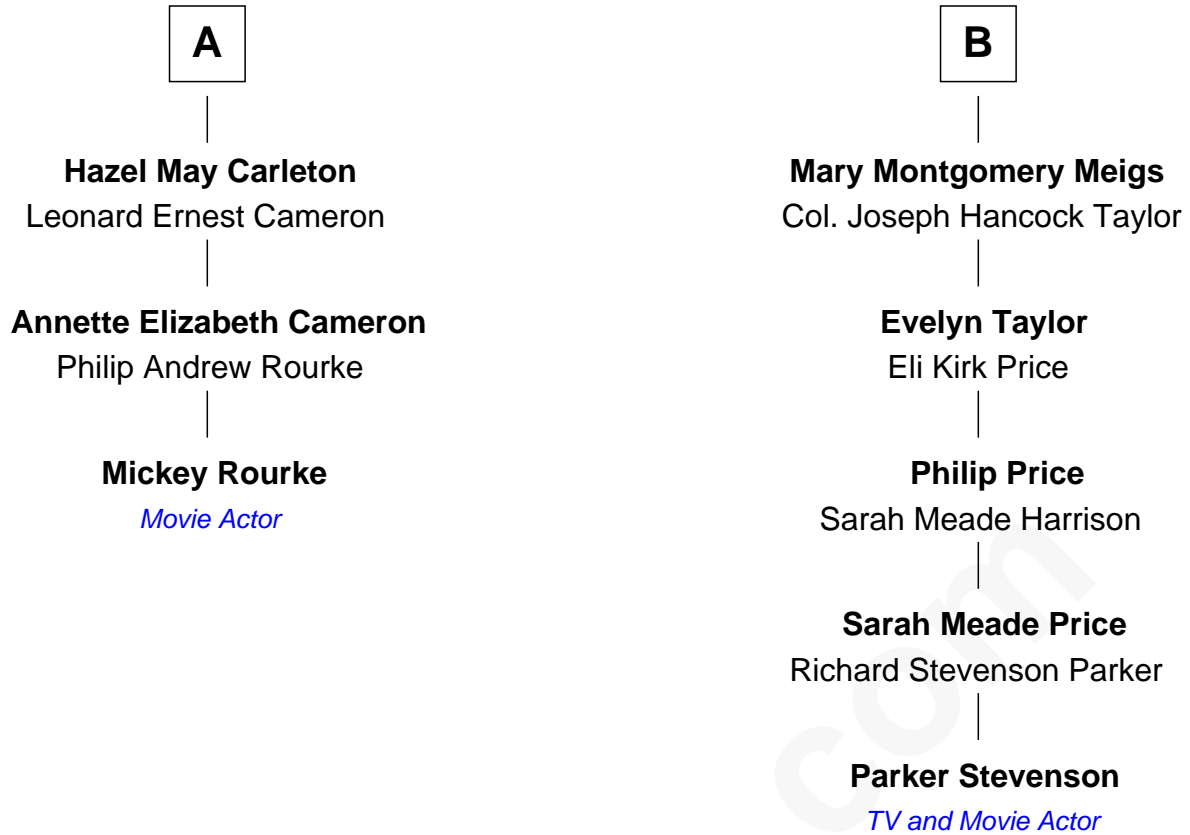 A
Hazel May Carleton
Leonard Ernest Cameron
Annette Elizabeth Cameron
Philip Andrew Rourke
Mickey Rourke
Movie Actor
B
Mary Montgomery Meigs
Col. Joseph Hancock Taylor
Evelyn Taylor
Eli Kirk Price
Philip Price
Sarah Meade Harrison
Sarah Meade Price
Richard Stevenson Parker
Parker Stevenson
TV and Movie Actor
com